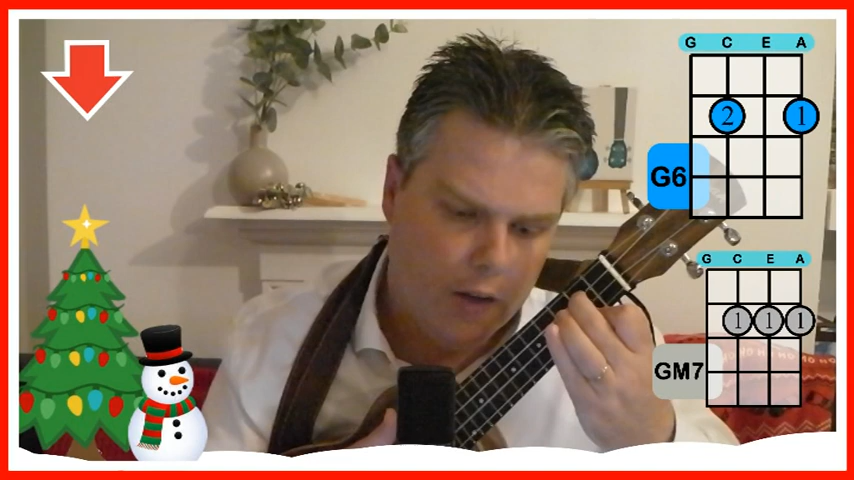 G C E A
2 1
G6
G C E A
1 1 1
GM7